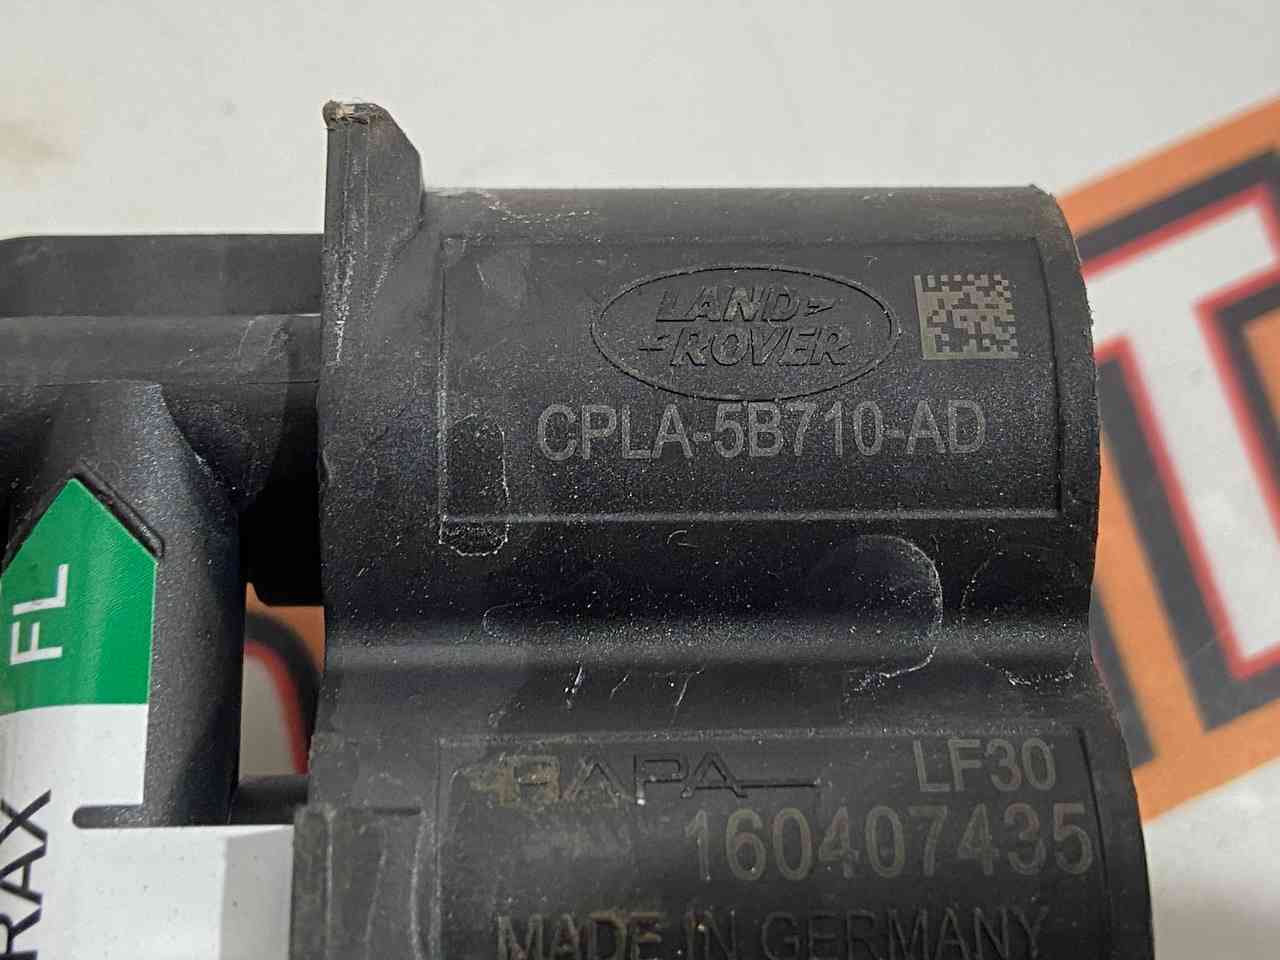 LAND-
-ROVER
CPLA-5B710-AD
FL
RAPA
LF30
160407435
MADE IN GERMANY
RAX